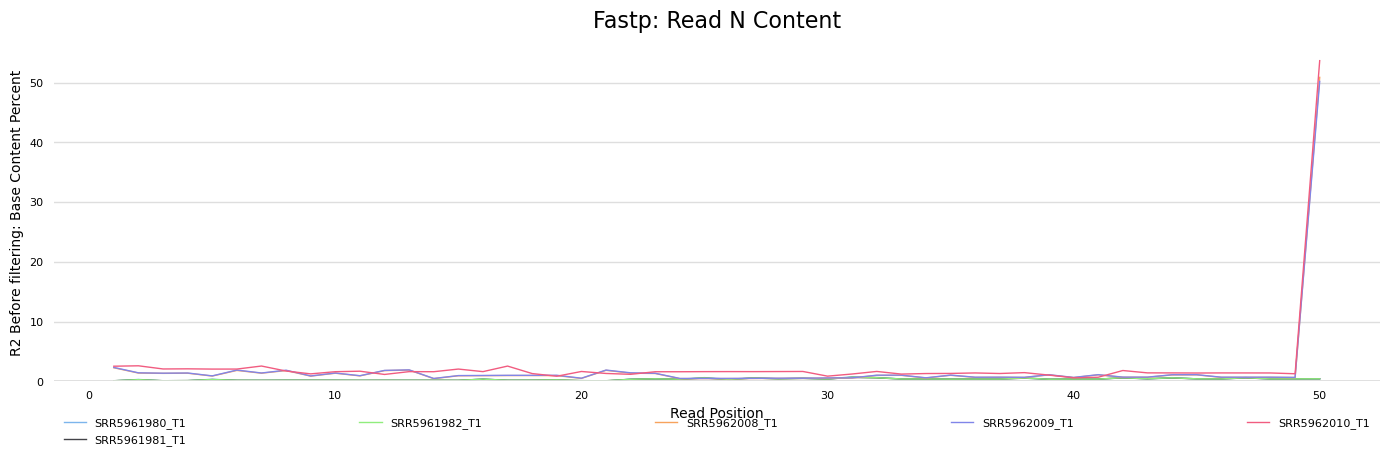 Fastp: Read N Content
R2 Before filtering: Base Content Percent
50
40
30
20
10
0
0 10 20 30 40 50
Read Position
SRR5961980_T1 SRR5961982_T1 SRR5962008_T1 SRR5962009_T1 SRR5962010_T1
SRR5961981_T1